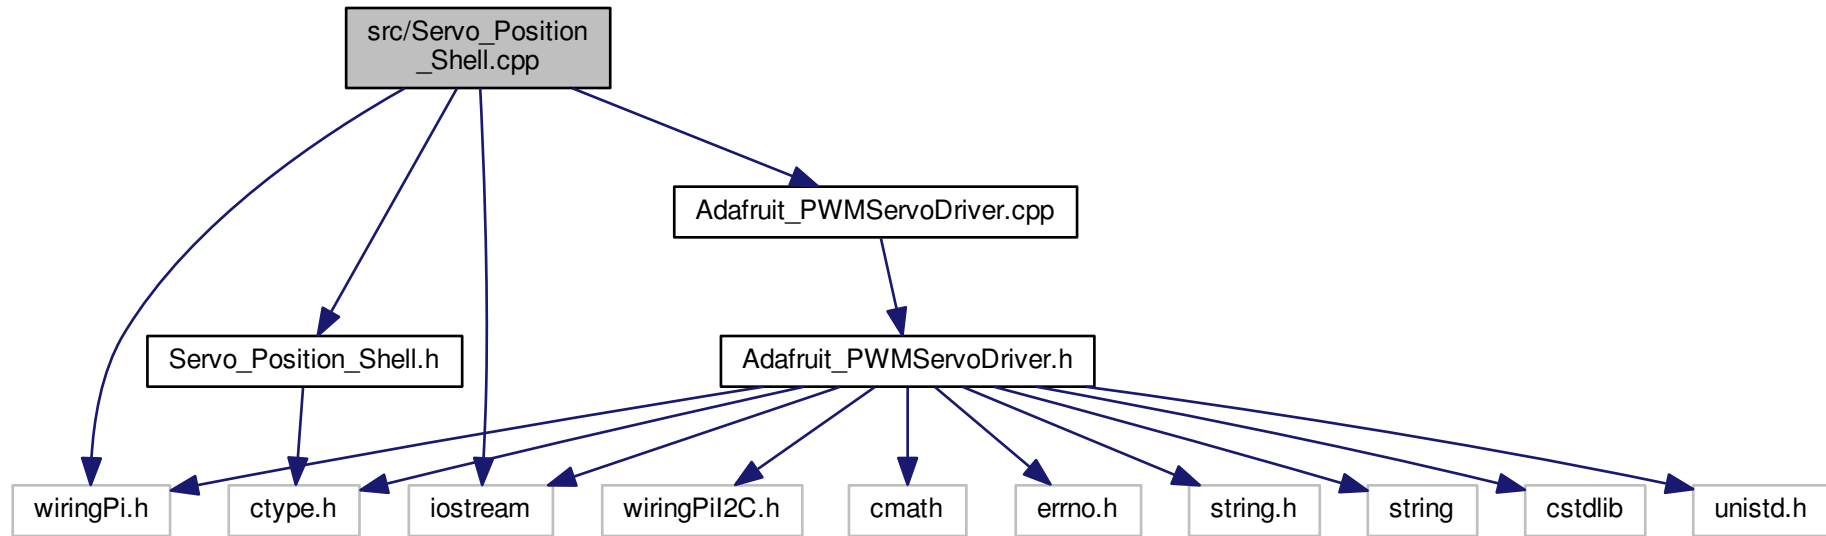 src/Servo_Position
_Shell.cpp
Adafruit_PWMServoDriver.cpp
Servo_Position_Shell.h
Adafruit_PWMServoDriver.h
wiringPi.h
ctype.h
iostream
wiringPiI2C.h
cmath
errno.h
string.h
string
cstdlib
unistd.h